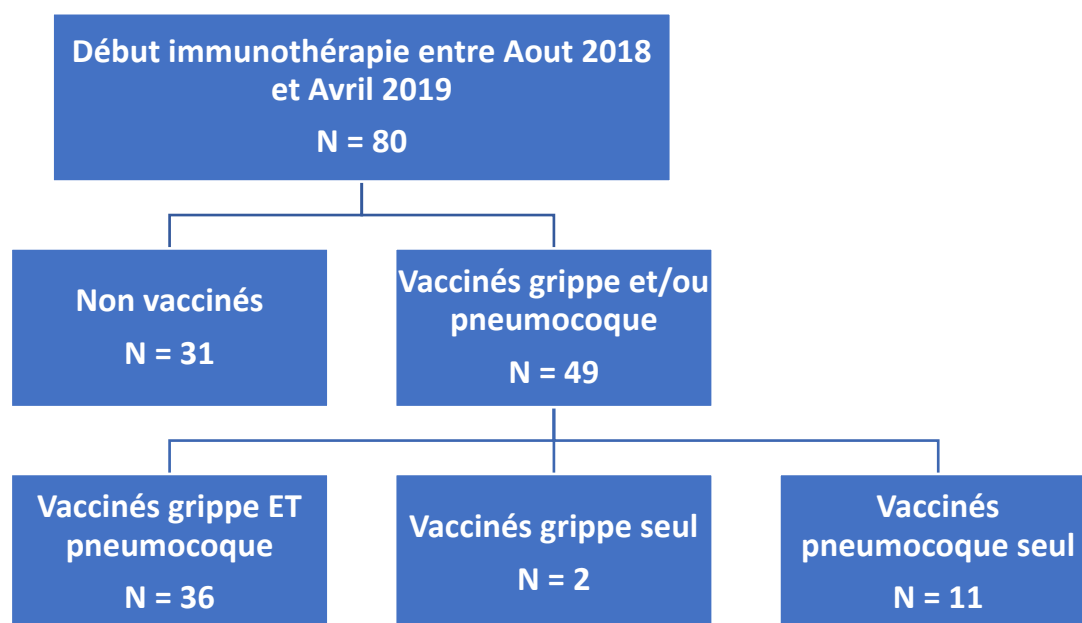 Début immunothérapie entre Aout 2018
et Avril 2019
N = 80
Non vaccinés
N = 31
Vaccinés grippe et/ou
pneumocoque
N = 49
Vaccinés grippe ET
pneumocoque
N = 36
Vaccinés grippe seul
N = 2
Vaccinés
pneumocoque seul
N = 11